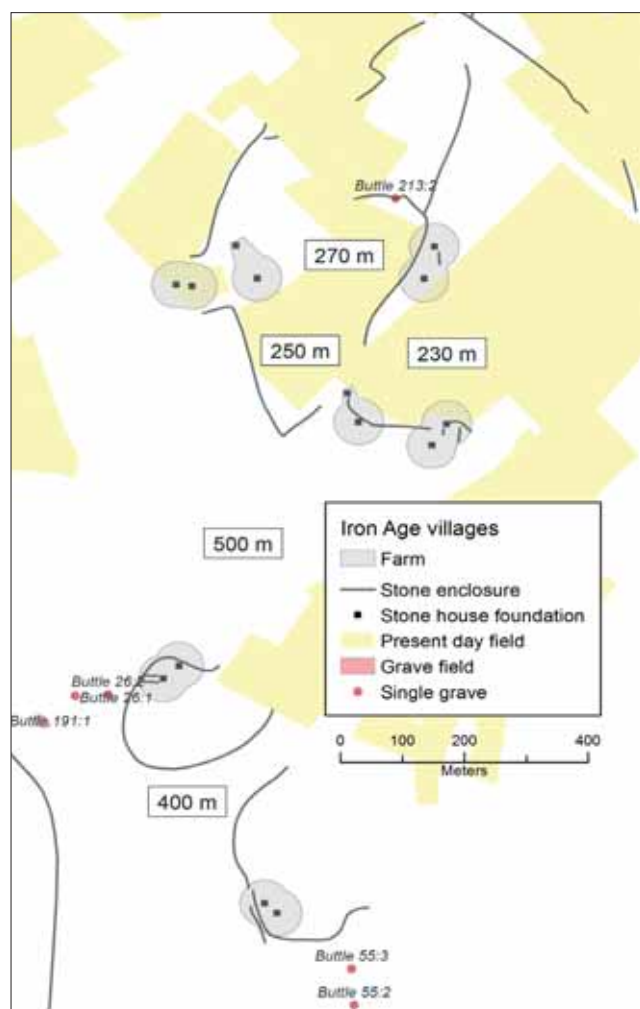 Buttle 213:2
270 m
250 m
230 m
500 m
Iron Age villages
Farm
Stone enclosure
Stone house foundation
Present day field
Grave field
Single grave
0 100 200 400
Meters
Buttle 26:
Buttle 26:1
Buttle 191:1
400 m
Buttle 55:3
Buttle 55:2